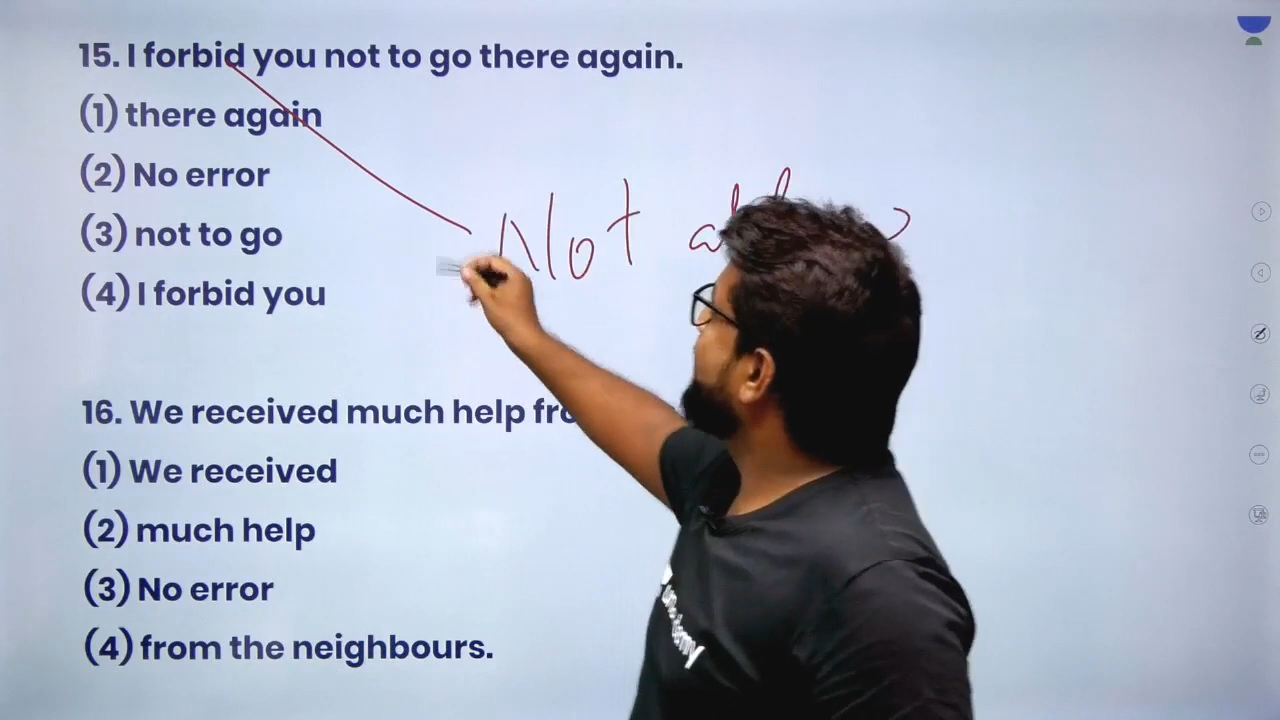 15. I forbid you not to go there again.
(1) there again
(2) No error
(3) not to go
(4) I forbid you
Not
16. We received much help
(1) We received
(2) much help
(3) No error
(4) from the neighbours.